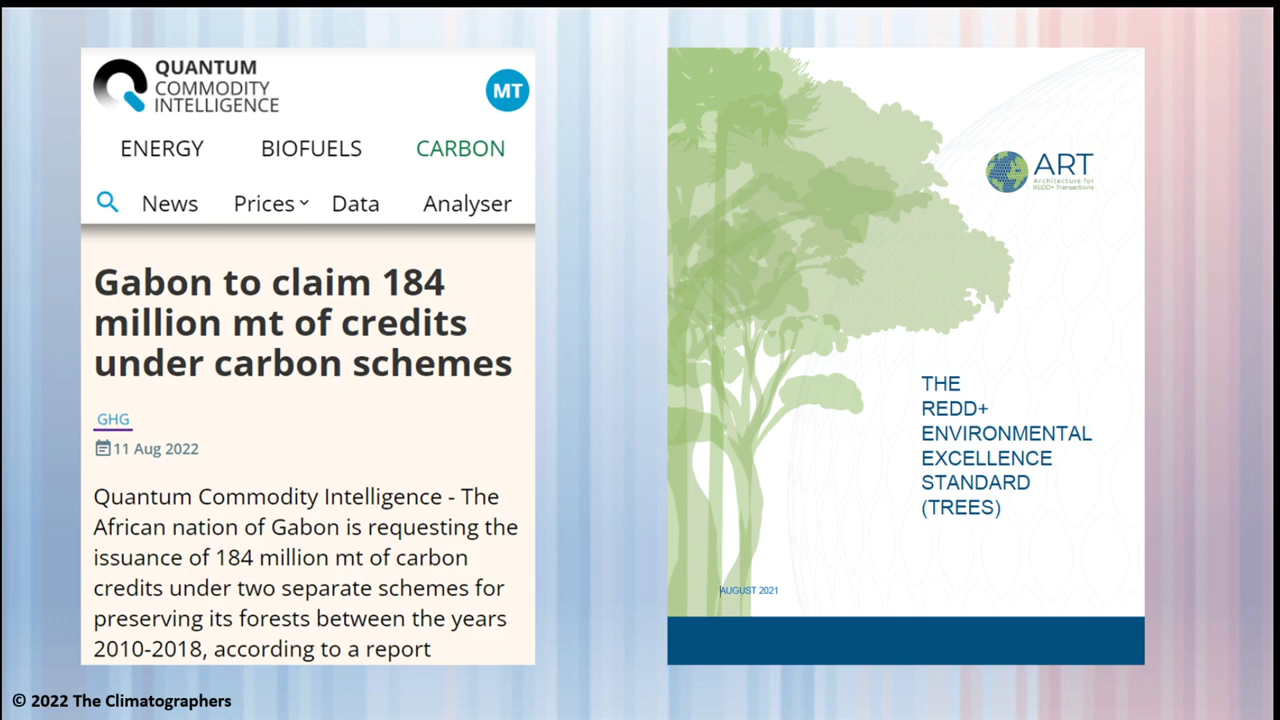 QUANTUM
COMMODITY
INTELLIGENCE
MT
ENERGY BIOFUELS CARBON
News Prices Data Analyser
Gabon to claim 184
million mt of credits
under carbon schemes
GHG
11 Aug 2022
Quantum Commodity Intelligence - The
African nation of Gabon is requesting the
issuance of 184 million mt of carbon
credits under two separate schemes for
preserving its forests between the years
2010-2018, according to a report
ART
Architecture for
REDD+ Transactions
THE
REDD+
ENVIRONMENTAL
EXCELLENCE
STANDARD
(TREES)
AUGUST 2021
© 2022 The Climatographers